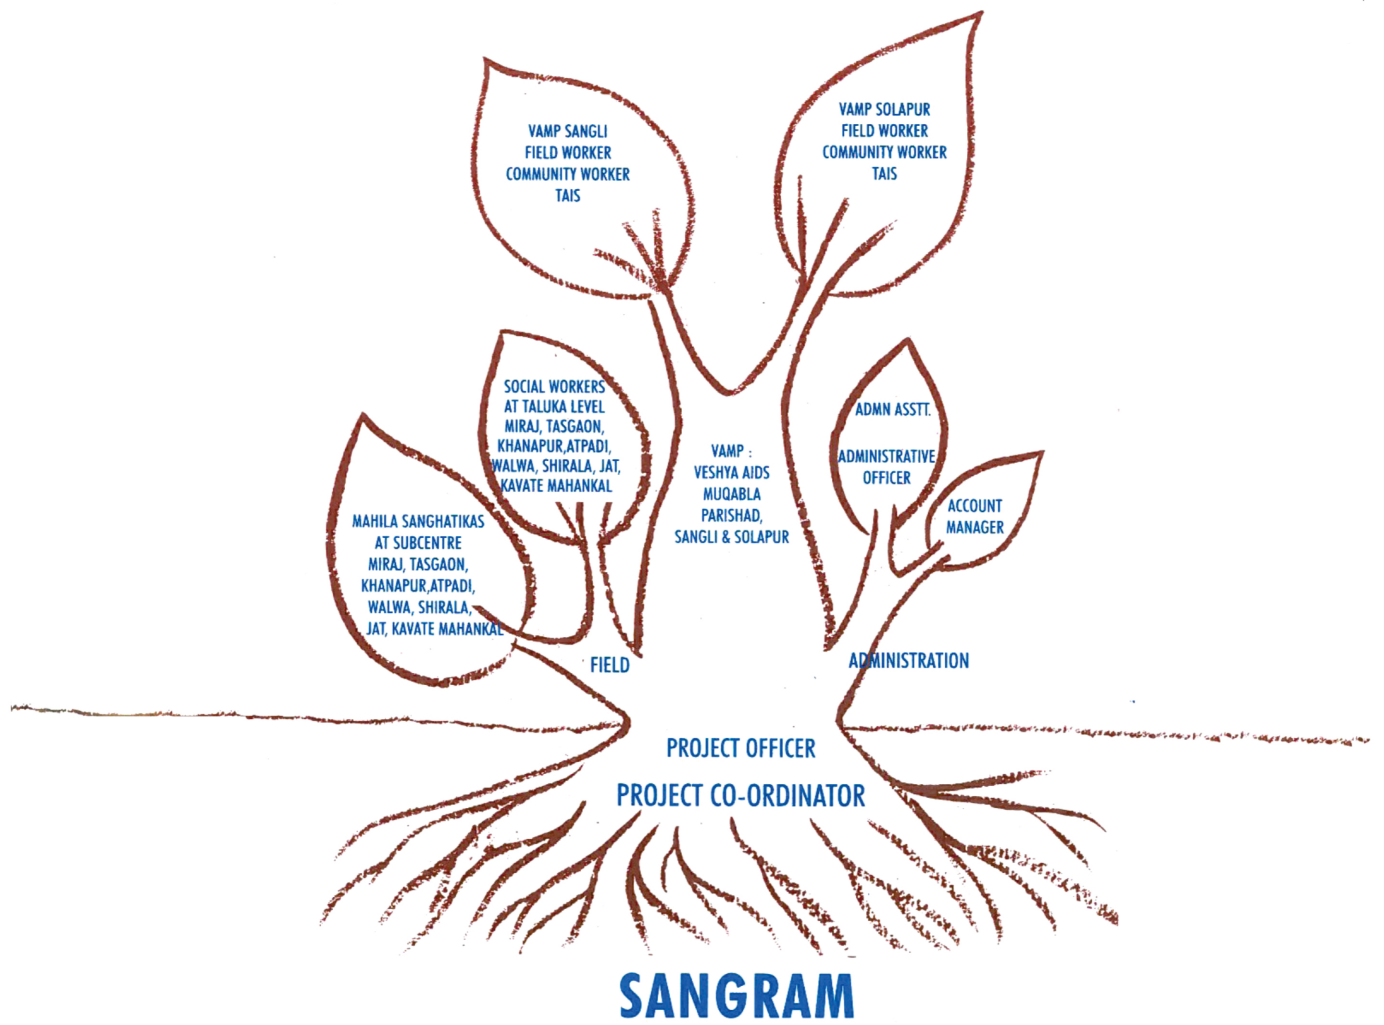 VAMP SANGLI
FIELD WORKER
COMMUNITY WORKER
TAIS
VAMP SOLAPUR
FIELD WORKER
COMMUNITY WORKER
TAIS
SOCIAL WORKERS
AT TALUKA LEVEL
MIRAJ, TASGAON,
KHANAPUR,ATPADI,
WALWA, SHIRALA, JAT,
KAVATE MAHANKAL
MAHILA SANGHATIKAS
AT SUBCENTRE
MIRAJ, TASGAON,
KHANAPUR,ATPADI,
WALWA, SHIRALA,
JAT, KAVATE MAHANKAL
VAMP :
VESHYA AIDS
MUQABLA
PARISHAD,
SANGLI & SOLAPUR
ADMN ASSTT.
ADMINISTRATIVE
OFFICER
ACCOUNT
MANAGER
FIELD
ADMINISTRATION
PROJECT OFFICER
PROJECT CO-ORDINATOR
SANGRAM